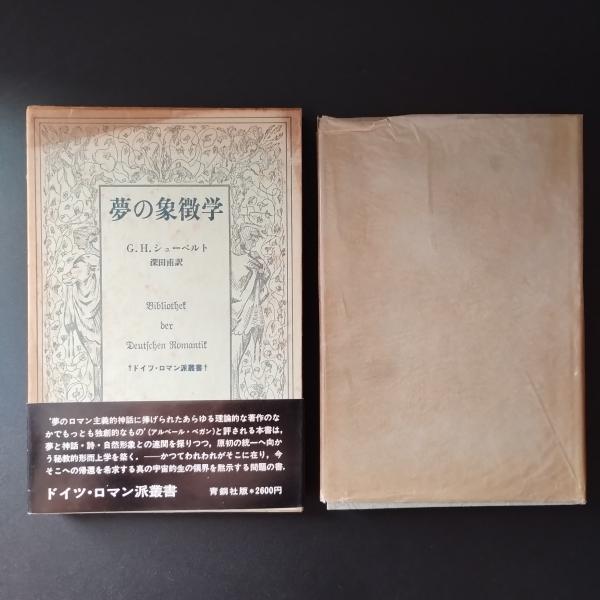 夢の象徴学
G.H.シューベルト
深田甫訳
Bibliothek
der
Deutschen Romantik
†ドイツ・ロマン派叢書†
‘夢のロマン主義的神話に捧げられたあらゆる理論的な著作のな
かでもっとも独創的なもの’(アルベール・ベガン)と評される本書は、
夢と神話・詩・自然形象との連関を探りつつ、原初の統一へ向か
う秘教的形而上学を築く。——かつてわれわれがそこに在り、今
そこへの帰還を希求する真の宇宙的生の領界を黙示する問題の書。
ドイツ・ロマン派叢書
青銅社版•2600円